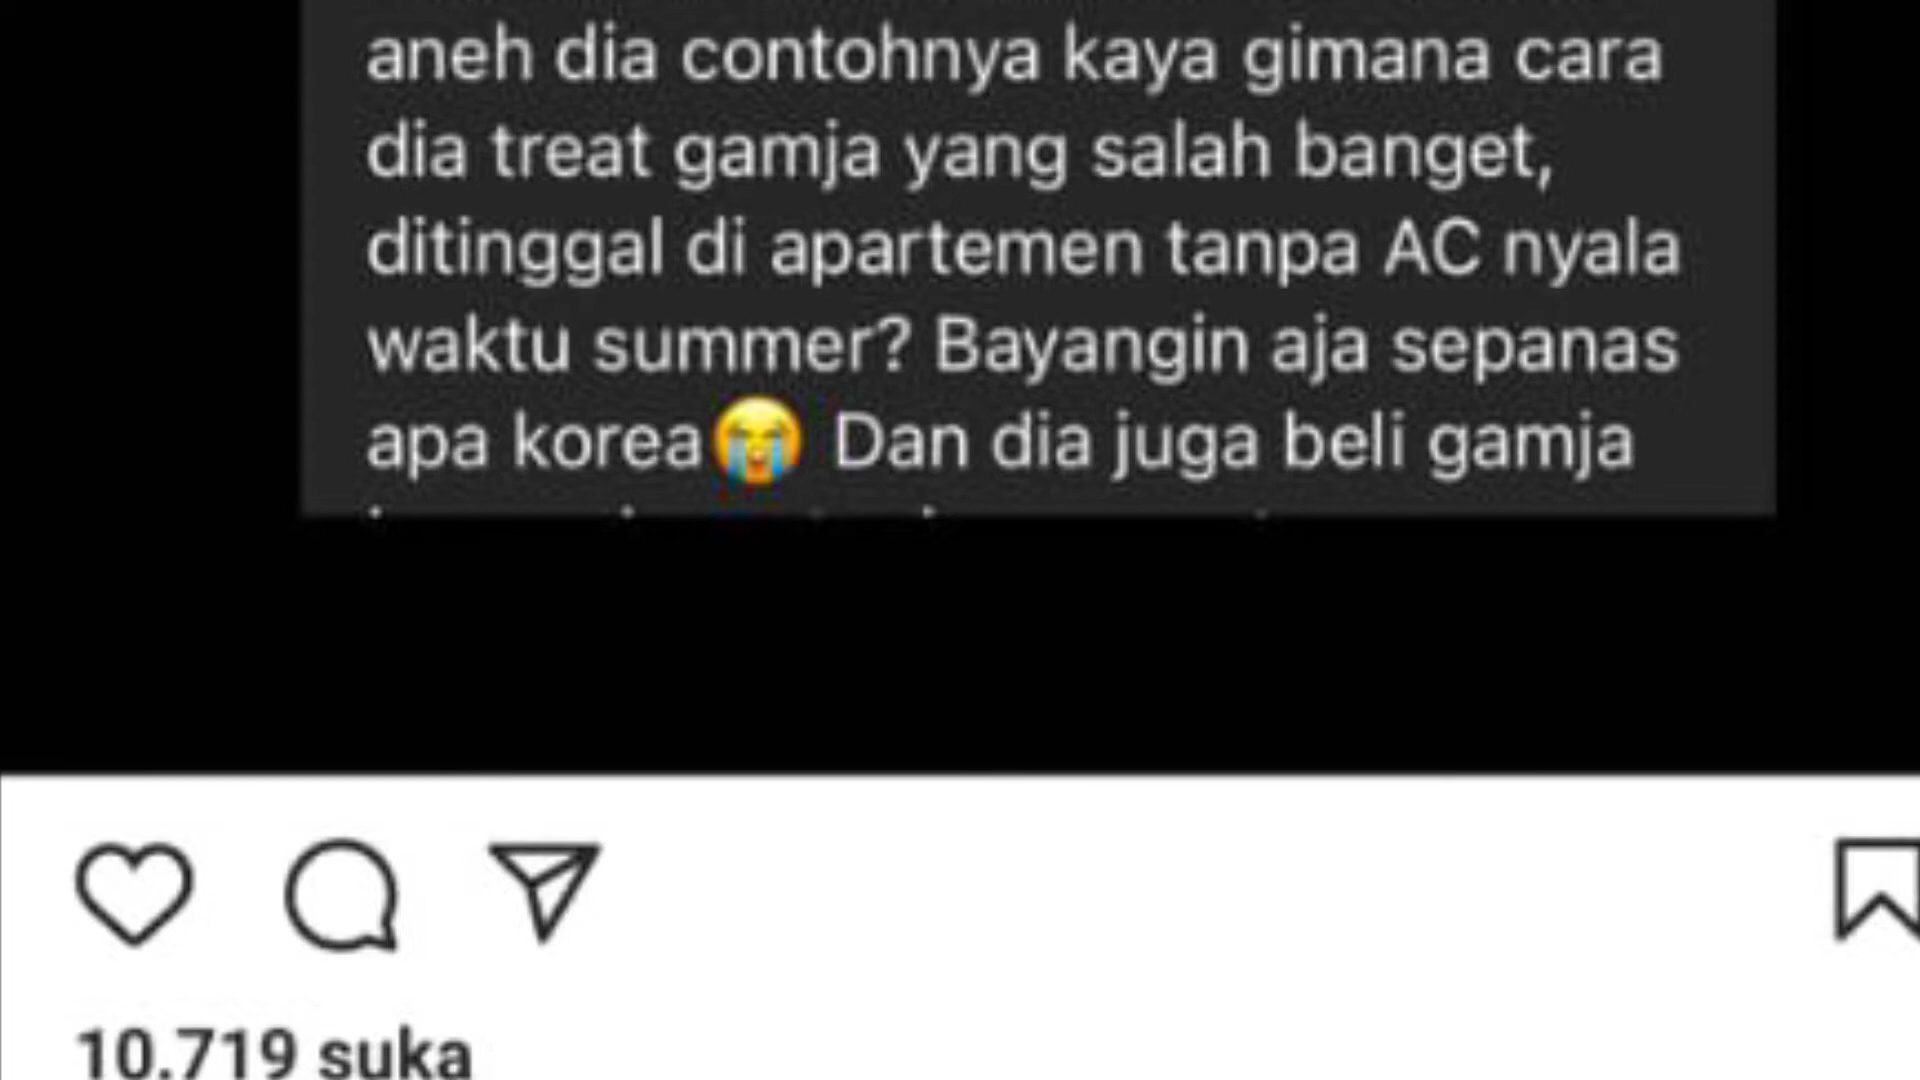 aneh dia contohnya kaya gimana cara
dia treat gamja yang salah banget,
ditinggal di apartemen tanpa AC nyala
waktu summer? Bayangin aja sepanas
apa korea😭 Dan dia juga beli gamja
10.719 suka